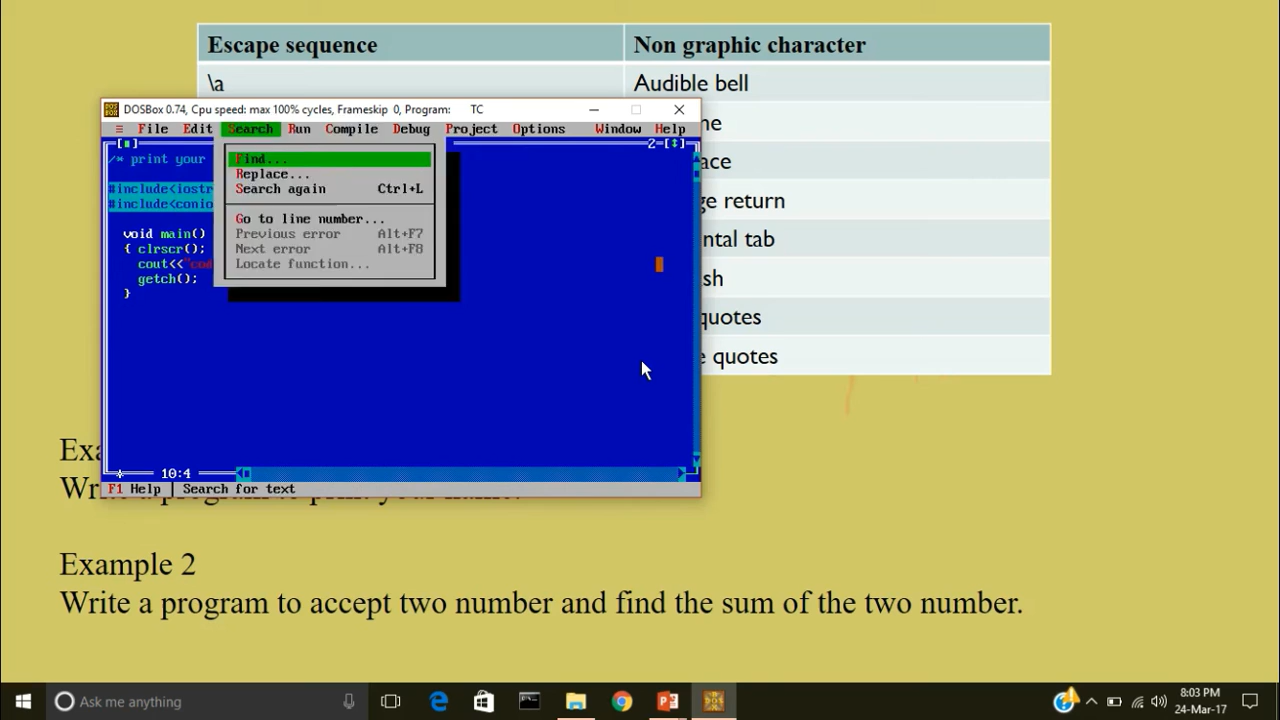 Escape sequence Non graphic character
\a Audible bell
DOSBox 0.74, Cpu speed: max 100% cycles, Frameskip 0, Program: TC
≡ File Edit Search Run Compile Debug Project Options Window Help
2
/* print your
Find...
Replace...
Search again Ctrl+L
#include<iostr
#include<conio
Go to line number...
Previous error Alt+F7
Next error Alt+F8
Locate function...
void main()
{ clrscr();
cout<<"cod
getch();
}
ne
ace
ge return
ntal tab
sh
quotes
e quotes
10:4
F1 Help | Search for text
Example 2
Write a program to accept two number and find the sum of the two number.
Ask me anything
8:03 PM
24-Mar-17